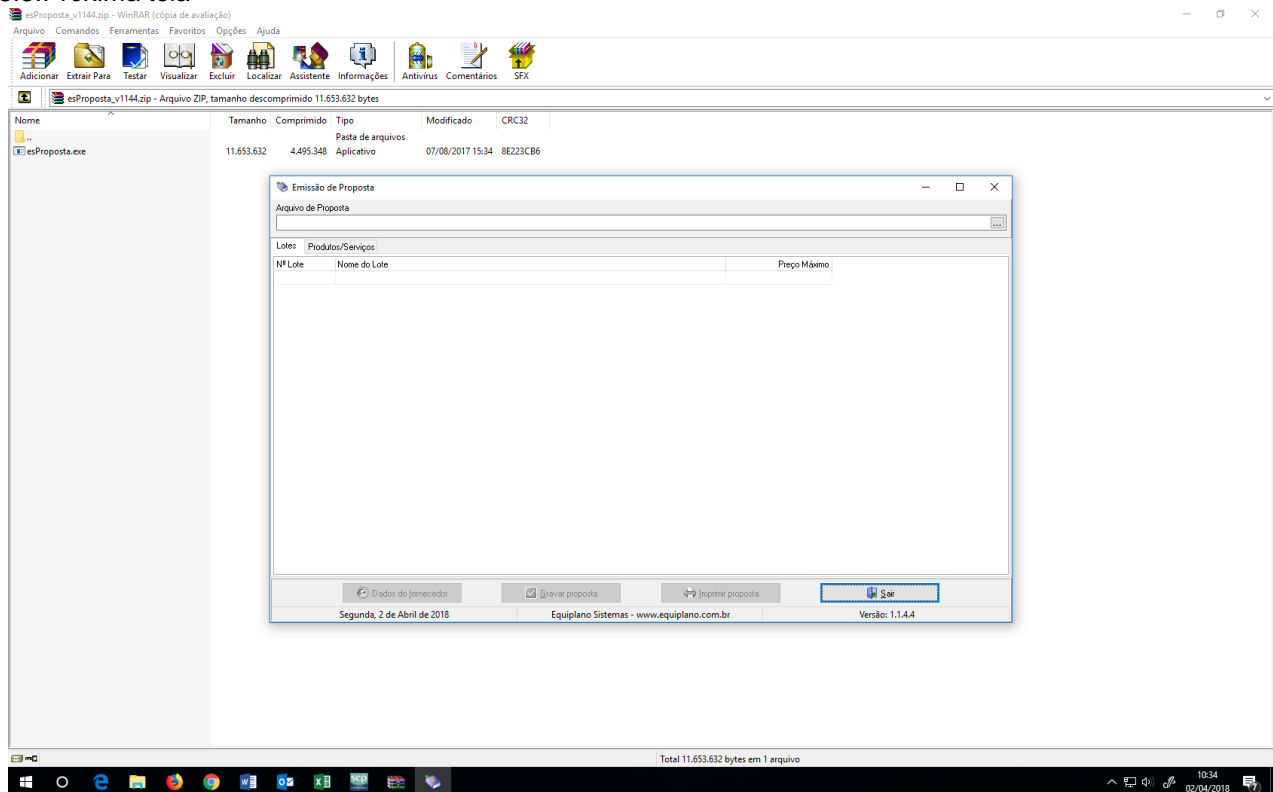 esProposta_v1144.zip - WinRAR (cópia de avaliação)
Arquivo Comandos Ferramentas Favoritos Opções Ajuda
Adicionar Extrair Para Testar Visualizar Excluir Localizar Assistente Informações Antivírus Comentários SFX
esProposta_v1144.zip - Arquivo ZIP, tamanho descomprimido 11.653.632 bytes
Nome Tamanho Comprimido Tipo Modificado CRC32
.. Pasta de arquivos
esProposta.exe 11.653.632 4.495.348 Aplicativo 07/08/2017 15:34 8E223CB6
Emissão de Proposta
Arquivo de Proposta
...
Lotes Produtos/Serviços
Nº Lote Nome do Lote Preço Máximo
Dados do fornecedor Gravar proposta Imprimir proposta Sair
Segunda, 2 de Abril de 2018 Equiplano Sistemas - www.equiplano.com.br Versão: 1.1.4.4
Total 11.653.632 bytes em 1 arquivo
10:34
02/04/2018